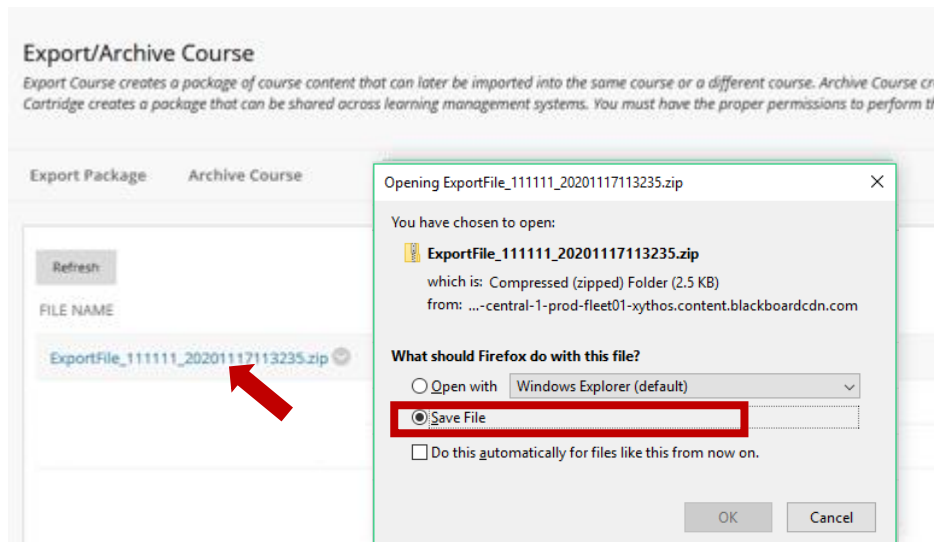 Export/Archive Course
Export Course creates a package of course content that can later be imported into the same course or a different course. Archive Course
Cartridge creates a package that can be shared across learning management systems. You must have the proper permissions to perform
Export Package
Archive Course
Refresh
FILE NAME
ExportFile_111111_20201117113235.zip
Opening ExportFile_111111_20201117113235.zip
You have chosen to open:
ExportFile_111111_20201117113235.zip
which is: Compressed (zipped) Folder (2.5 KB)
from: ...-central-1-prod-fleet01-xythos.content.blackboardcdn.com
What should Firefox do with this file?
Open with
Windows Explorer (default)
Save File
Do this automatically for files like this from now on.
OK
Cancel